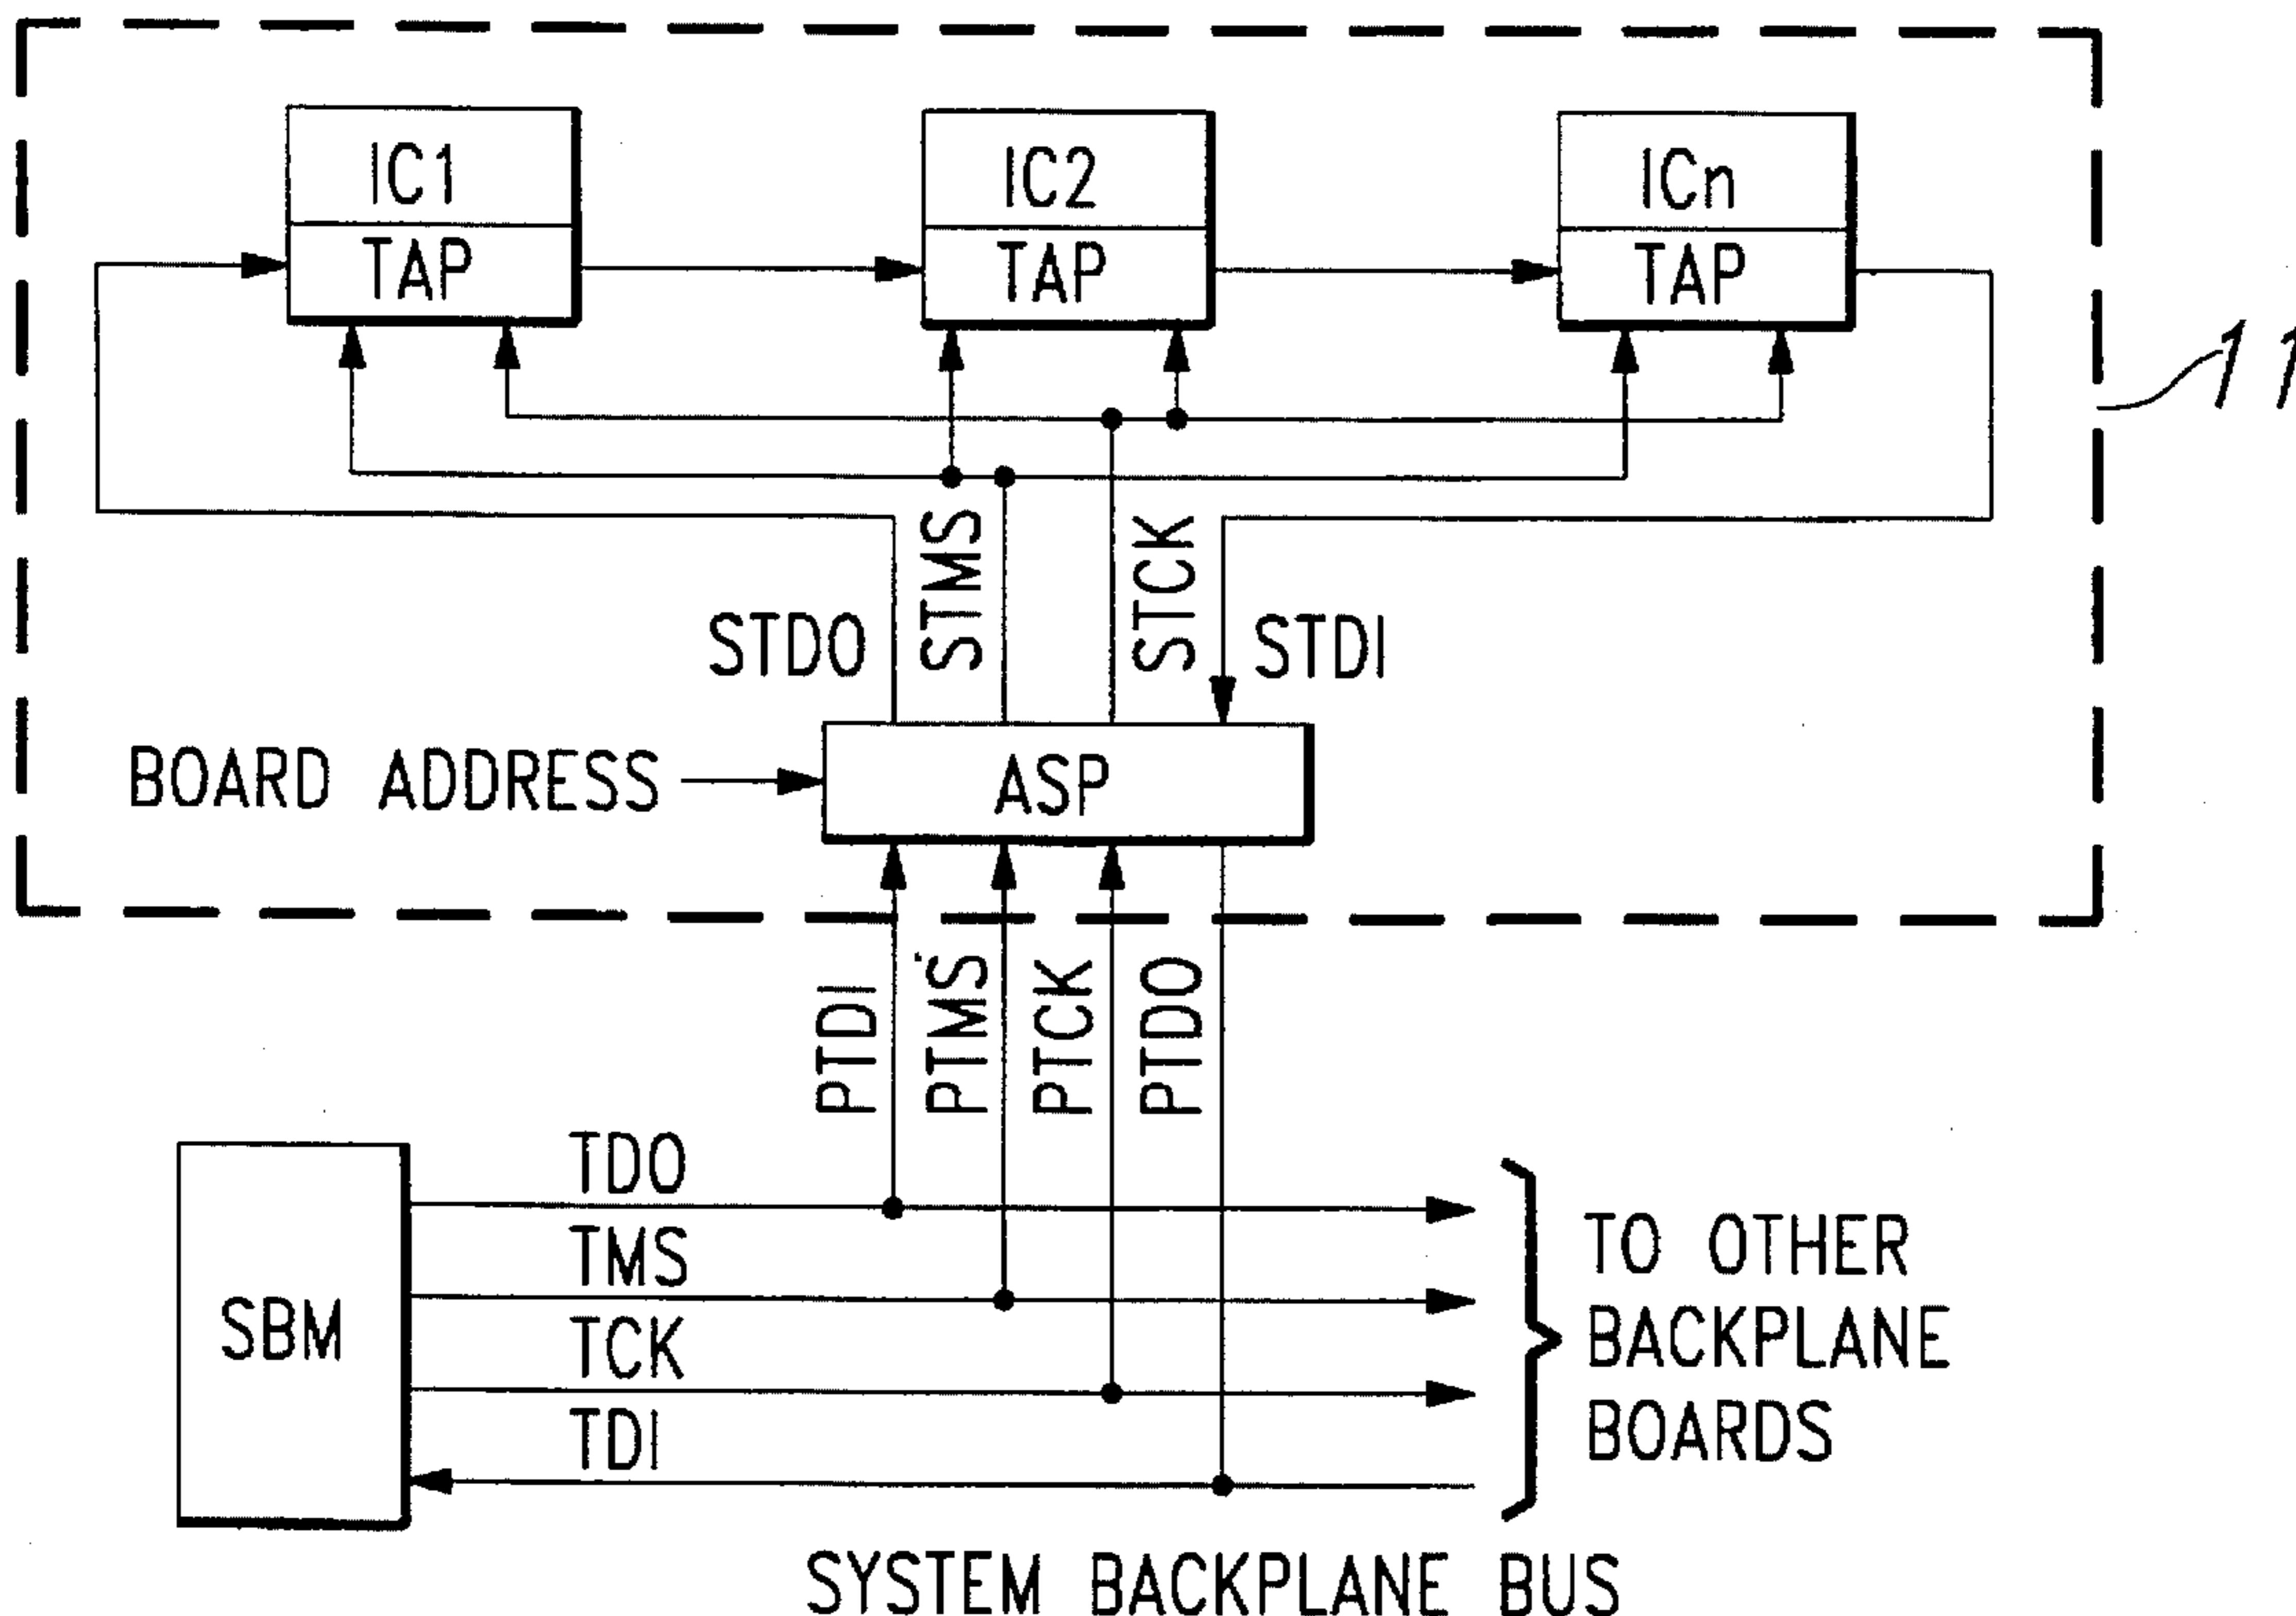 IC1
TAP
IC2
TAP
ICn
TAP
11
STDO
STMS
STCK
STDI
BOARD ADDRESS
ASP
PTDI
PTMS
PTCK
PTDO
SBM
TDO
TMS
TCK
TDI
TO OTHER
BACKPLANE
BOARDS
SYSTEM BACKPLANE BUS